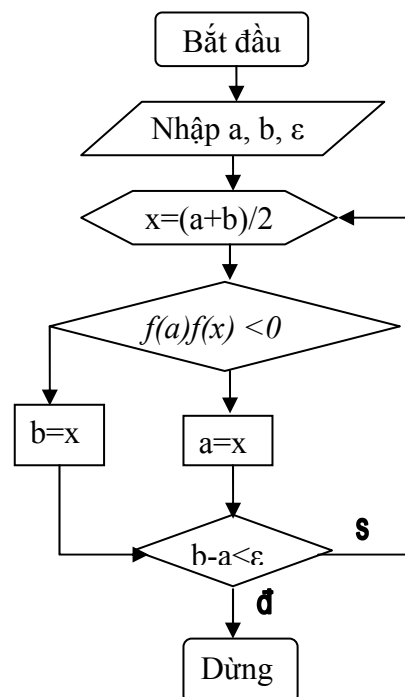 Bắt đầu
Nhập a, b, ε
x=(a+b)/2
f(a)f(x) <0
b=x
a=x
b-a<ε
s
đ
Dừng